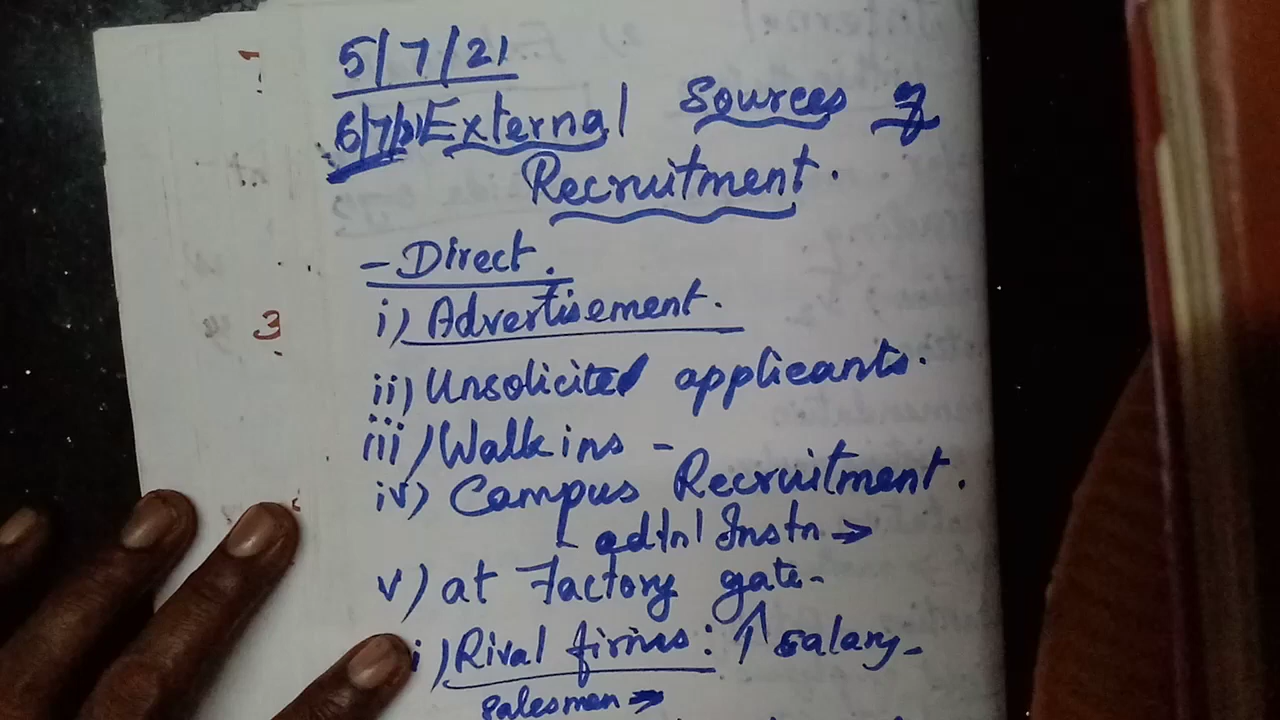 5/7/21
6/7/21 External Sources of
Recruitment.
- Direct.
i) Advertisement.
3
ii) Unsolicited applicants.
iii) Walk ins -
iv) Campus Recruitment.
Instn →
v) at Factory gate-
i) Rival firms: ↑ salary-
salesmen →